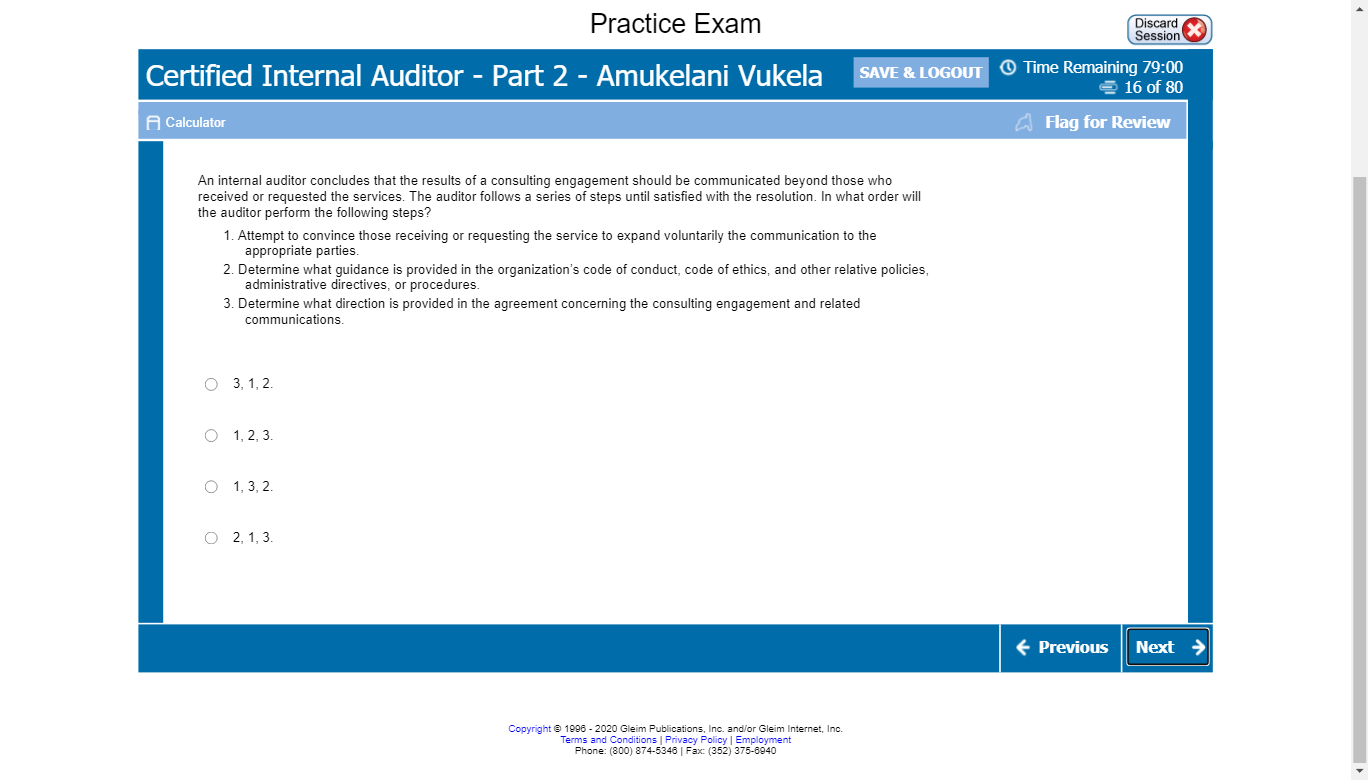 Practice Exam
Discard
Session
Certified Internal Auditor - Part 2 - Amukelani Vukela
SAVE & LOGOUT
Time Remaining 79:00
16 of 80
Calculator
Flag for Review
An internal auditor concludes that the results of a consulting engagement should be communicated beyond those who
received or requested the services. The auditor follows a series of steps until satisfied with the resolution. In what order will
the auditor perform the following steps?
1. Attempt to convince those receiving or requesting the service to expand voluntarily the communication to the
appropriate parties.
2. Determine what guidance is provided in the organization's code of conduct, code of ethics, and other relative policies,
administrative directives, or procedures.
3. Determine what direction is provided in the agreement concerning the consulting engagement and related
communications.
3, 1, 2.
1, 2, 3.
1, 3, 2.
2, 1, 3.
Previous
Next
Copyright © 1996 - 2020 Gleim Publications, Inc. and/or Gleim Internet, Inc.
Terms and Conditions | Privacy Policy | Employment
Phone: (800) 874-5346 | Fax: (352) 375-6940